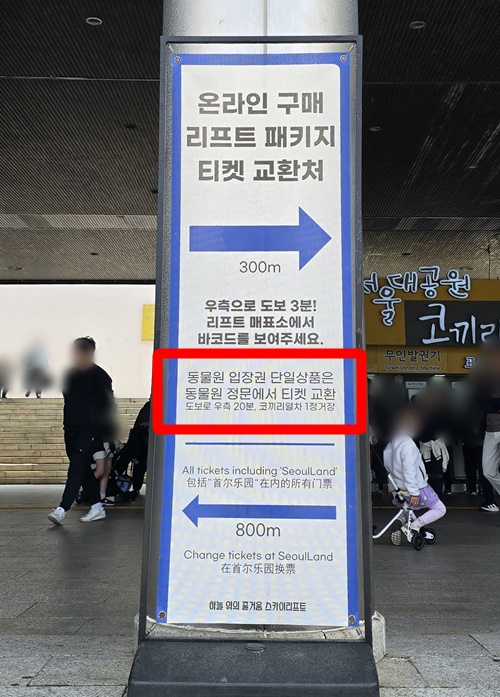 온라인 구매
리프트 패키지
티켓 교환처
300m
우측으로 도보 3분!
리프트 매표소에서
바코드를 보여주세요.
동물원 입장권 단일상품은
동물원 정문에서 티켓 교환
도보로 우측 20분, 코끼리열차 1정거장
All tickets including 'SeoulLand'
包括"首尔乐园"在内的所有门票
800m
Change tickets at SeoulLand
在首尔乐园换票
하늘 위의 즐거움 스카이리프트
서울대공원
코끼리
무인발권기
Ticket Vending Machine